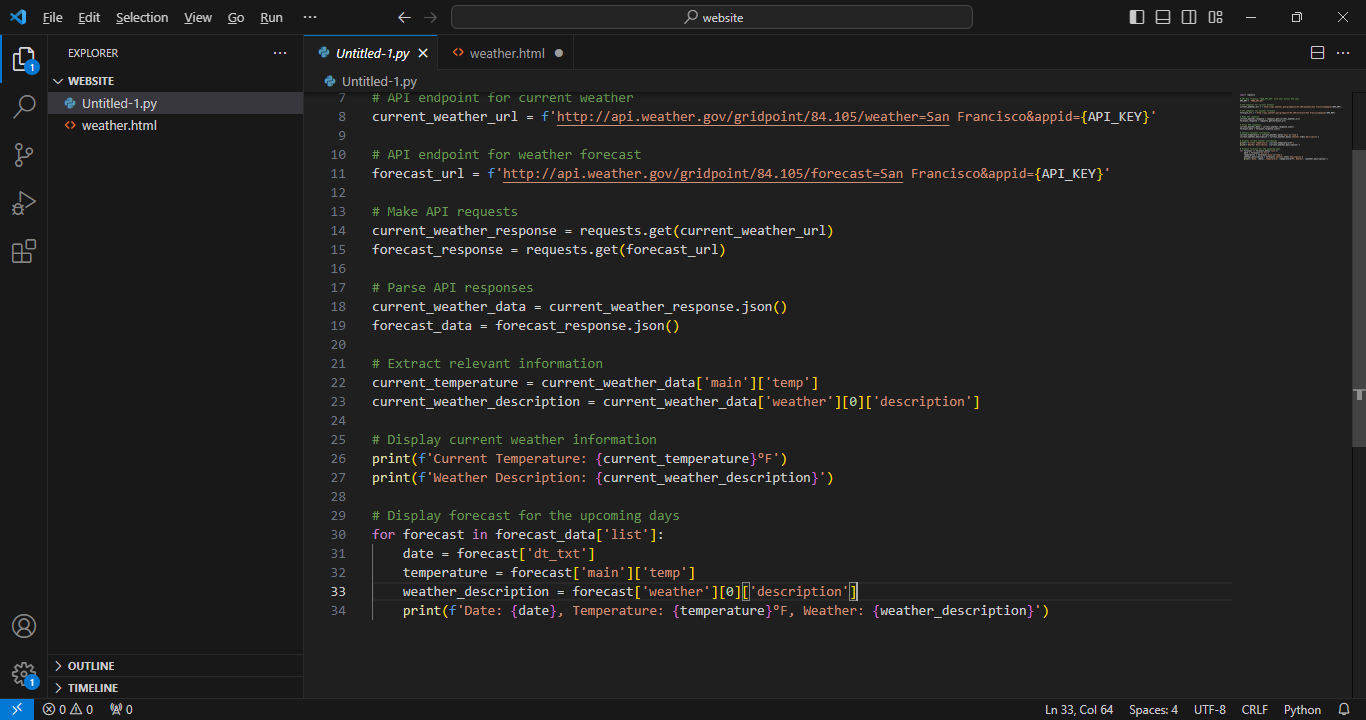 File Edit Selection View Go Run ··· website
EXPLORER ···
WEBSITE
Untitled-1.py
weather.html
OUTLINE
TIMELINE
1
1
Untitled-1.py
weather.html
Untitled-1.py
7 # API endpoint for current weather
8 current_weather_url = f'http://api.weather.gov/gridpoint/84.105/weather=San Francisco&appid={API_KEY}'
9
10 # API endpoint for weather forecast
11 forecast_url = f'http://api.weather.gov/gridpoint/84.105/forecast=San Francisco&appid={API_KEY}'
12
13 # Make API requests
14 current_weather_response = requests.get(current_weather_url)
15 forecast_response = requests.get(forecast_url)
16
17 # Parse API responses
18 current_weather_data = current_weather_response.json()
19 forecast_data = forecast_response.json()
20
21 # Extract relevant information
22 current_temperature = current_weather_data['main']['temp']
23 current_weather_description = current_weather_data['weather'][0]['description']
24
25 # Display current weather information
26 print(f'Current Temperature: {current_temperature}°F')
27 print(f'Weather Description: {current_weather_description}')
28
29 # Display forecast for the upcoming days
30 for forecast in forecast_data['list']:
31     date = forecast['dt_txt']
32     temperature = forecast['main']['temp']
33     weather_description = forecast['weather'][0]['description']
34     print(f'Date: {date}, Temperature: {temperature}°F, Weather: {weather_description}')
0 0 0 Ln 33, Col 64 Spaces: 4 UTF-8 CRLF Python